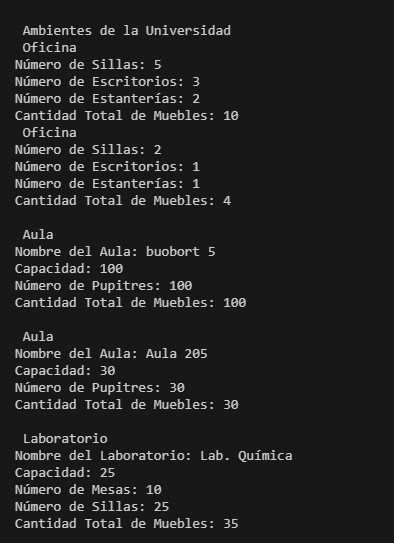 Ambientes de la Universidad
Oficina
Número de Sillas: 5
Número de Escritorios: 3
Número de Estanterías: 2
Cantidad Total de Muebles: 10
Oficina
Número de Sillas: 2
Número de Escritorios: 1
Número de Estanterías: 1
Cantidad Total de Muebles: 4
Aula
Nombre del Aula: buobort 5
Capacidad: 100
Número de Pupitres: 100
Cantidad Total de Muebles: 100
Aula
Nombre del Aula: Aula 205
Capacidad: 30
Número de Pupitres: 30
Cantidad Total de Muebles: 30
Laboratorio
Nombre del Laboratorio: Lab. Química
Capacidad: 25
Número de Mesas: 10
Número de Sillas: 25
Cantidad Total de Muebles: 35